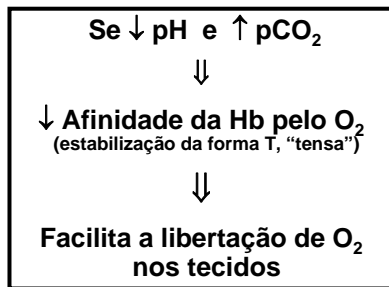 Se ↓ pH e ↑ pCO₂
⇓
↓ Afinidade da Hb pelo O₂
(estabilização da forma T, “tensa”)
⇓
Facilita a libertação de O₂
nos tecidos